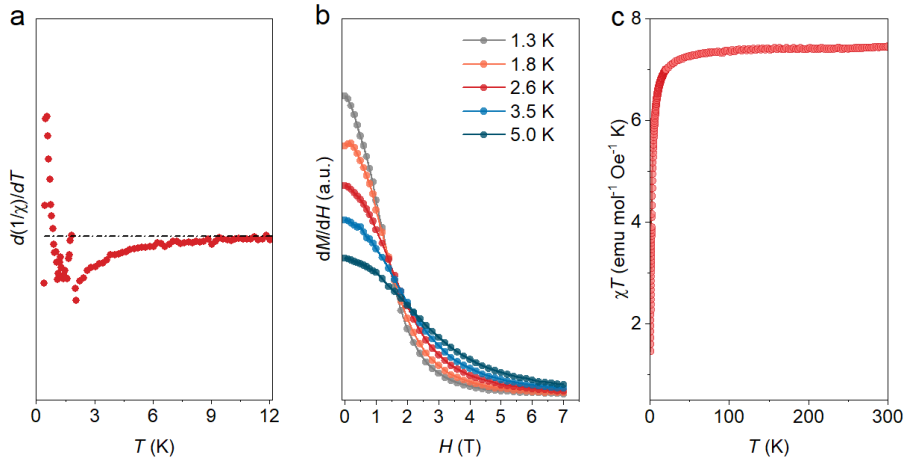 a
d(1/χ)/dT
0 3 6 9 12
T (K)
b
dM/dH (a.u.)
1.3 K
1.8 K
2.6 K
3.5 K
5.0 K
0 1 2 3 4 5 6 7
H (T)
c
χT (emu mol⁻¹ Oe⁻¹ K)
8
6
4
2
0 100 200 300
T (K)